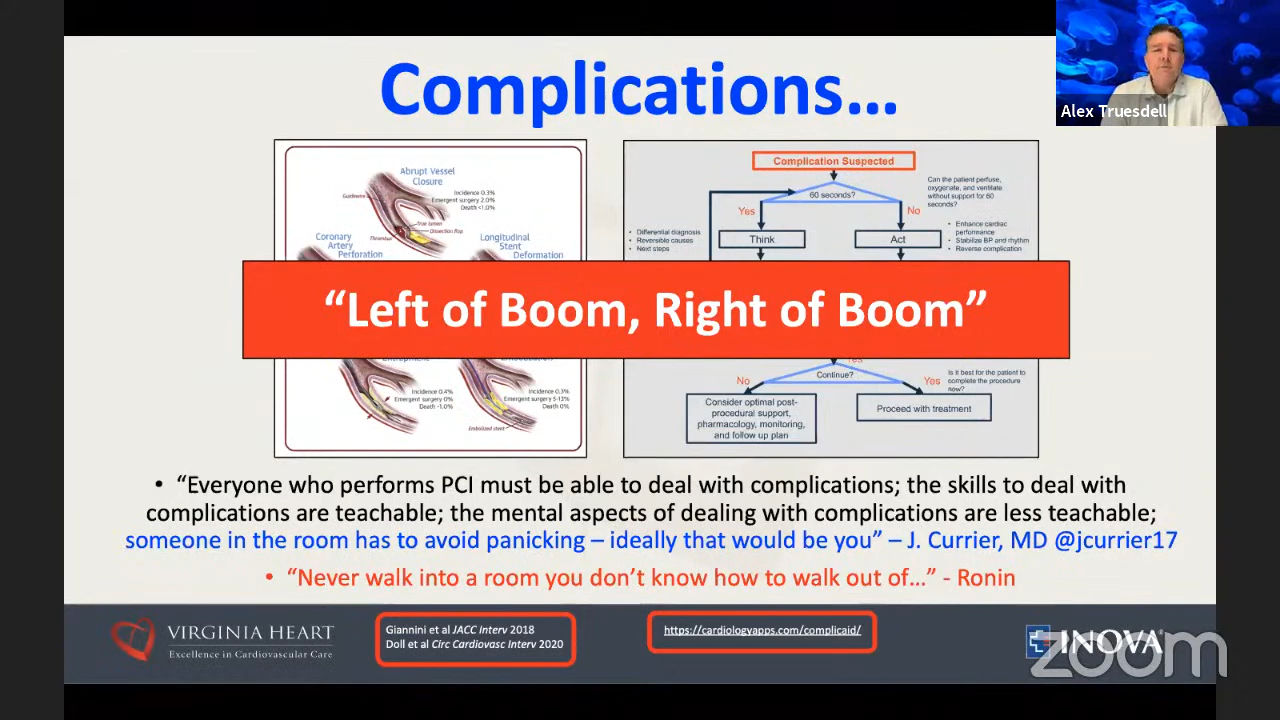 Complications...
Alex Truesdell
Abrupt Vessel
Closure
Incidence 0.3%
Emergent surgery 2.0%
Death <1.0%
Guidewire
True lumen
Dissection flap
Thrombus
Coronary
Artery
Perforation
Longitudinal
Stent
Deformation
Complication Suspected
60 seconds?
Can the patient perfuse,
oxygenate, and ventilate
without support for 60
seconds?
Yes
No
• Differential diagnosis
• Reversible causes
• Next steps
Think
Act
• Enhance cardiac
performance
• Stabilize BP and rhythm
• Reverse complication
“Left of Boom, Right of Boom”
Incidence 0.4%
Emergent surgery 0%
Death ~1.0%
Incidence 0.3%
Emergent surgery 5-13%
Death 0%
Embolized stent
Yes
Continue?
Is it best for the patient to
complete the procedure
now?
No
Yes
Consider optimal post-
procedural support,
pharmacology, monitoring,
and follow up plan
Proceed with treatment
• “Everyone who performs PCI must be able to deal with complications; the skills to deal with
complications are teachable; the mental aspects of dealing with complications are less teachable;
someone in the room has to avoid panicking – ideally that would be you” – J. Currier, MD @jcurrier17
• “Never walk into a room you don’t know how to walk out of…” - Ronin
VIRGINIA HEART
Excellence in Cardiovascular Care
Giannini et al JACC Interv 2018
Doll et al Circ Cardiovasc Interv 2020
https://cardiologyapps.com/complicaid/
INOVA
zoom